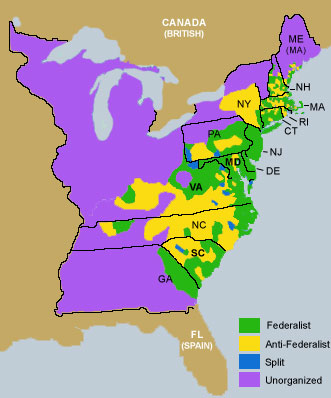 CANADA
(BRITISH)
ME
(MA)
NH
NY
MA
RI
CT
PA
NJ
MD
DE
VA
NC
SC
GA
FL
(SPAIN)
Federalist
Anti-Federalist
Split
Unorganized